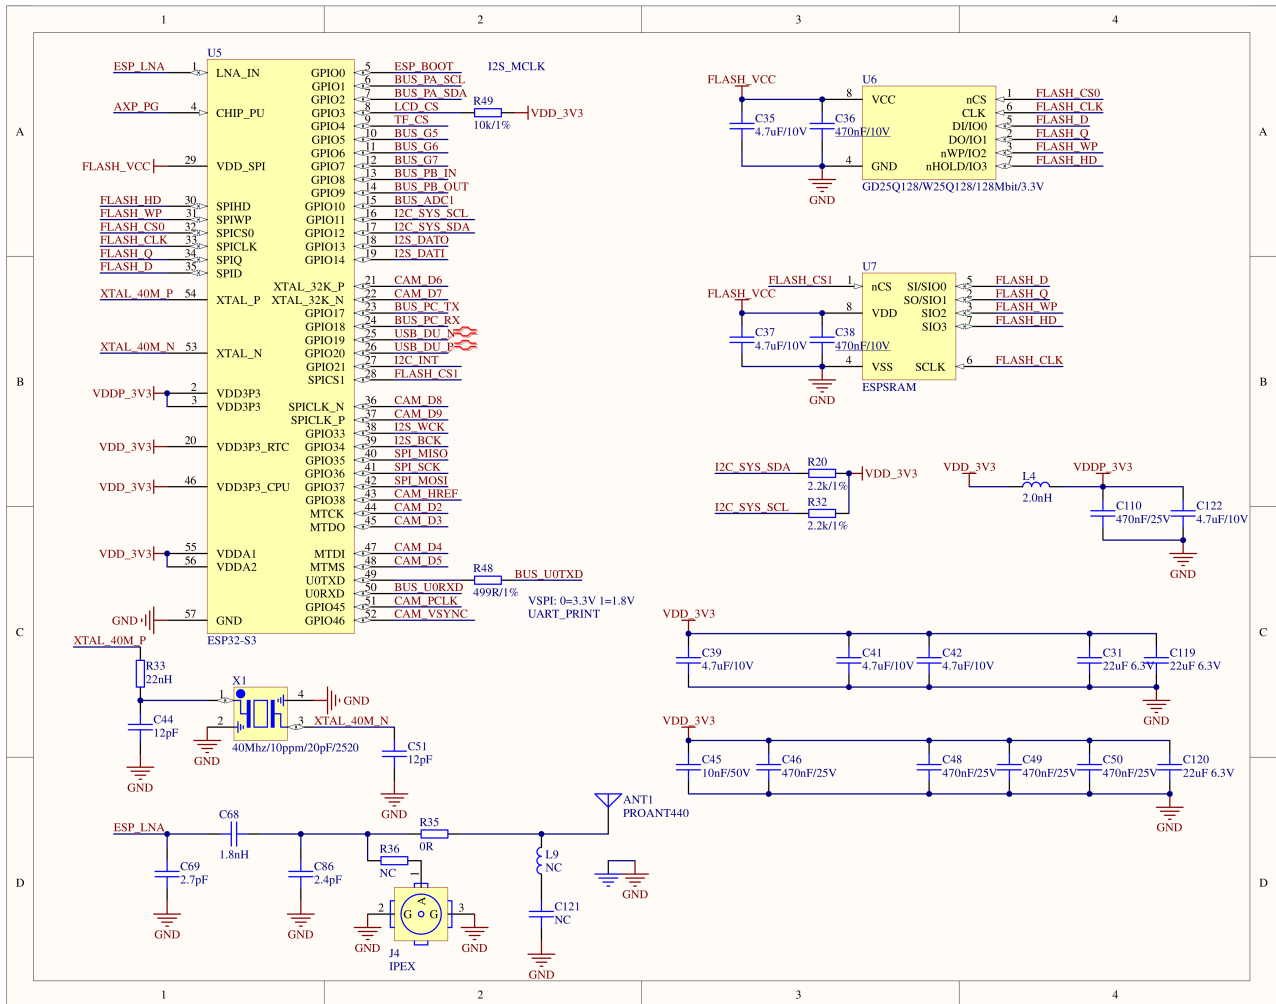 1 2 3 4
A
B
C
D
A
B
C
D
U5
ESP_LNA 1 LNA_IN
AXP_PG 4 CHIP_PU
FLASH_VCC 29 VDD_SPI
FLASH_HD 30 SPIHD
FLASH_WP 31 SPIWP
FLASH_CS0 32 SPICS0
FLASH_CLK 33 SPICLK
FLASH_Q 34 SPIQ
FLASH_D 35 SPID
XTAL_40M_P 54 XTAL_P
XTAL_40M_N 53 XTAL_N
VDDP_3V3 2 VDD3P3
3 VDD3P3
VDD_3V3 20 VDD3P3_RTC
VDD_3V3 46 VDD3P3_CPU
VDD_3V3 55 VDDA1
56 VDDA2
GND 57 GND
GPIO0 5 ESP_BOOT I2S_MCLK
GPIO1 6 BUS_PA_SCL
GPIO2 7 BUS_PA_SDA
GPIO3 8 LCD_CS R49 10k/1% VDD_3V3
GPIO4 9 TF_CS
GPIO5 10 BUS_G5
GPIO6 11 BUS_G6
GPIO7 12 BUS_G7
GPIO8 13 BUS_PB_IN
GPIO9 14 BUS_PB_OUT
GPIO10 15 BUS_ADC1
GPIO11 16 I2C_SYS_SCL
GPIO12 17 I2C_SYS_SDA
GPIO13 18 I2S_DATO
GPIO14 19 I2S_DATI
XTAL_32K_P 21 CAM_D6
XTAL_32K_N 22 CAM_D7
GPIO17 23 BUS_PC_TX
GPIO18 24 BUS_PC_RX
GPIO19 25 USB_DU_N
GPIO20 26 USB_DU_P
GPIO21 27 I2C_INT
SPICS1 28 FLASH_CS1
SPICLK_N 36 CAM_D8
SPICLK_P 37 CAM_D9
GPIO33 38 I2S_WCK
GPIO34 39 I2S_BCK
GPIO35 40 SPI_MISO
GPIO36 41 SPI_SCK
GPIO37 42 SPI_MOSI
GPIO38 43 CAM_HREF
MTCK 44 CAM_D2
MTDO 45 CAM_D3
MTDI 47 CAM_D4
MTMS 48 CAM_D5
U0TXD 49 R48 499R/1% BUS_U0TXD
U0RXD 50 BUS_U0RXD
GPIO45 51 CAM_PCLK VSPI: 0=3.3V 1=1.8V
GPIO46 52 CAM_VSYNC UART_PRINT
ESP32-S3
FLASH_VCC
C35
4.7uF/10V
C36
470nF/10V
GND
U6
8 VCC
4 GND
nCS 1 FLASH_CS0
CLK 6 FLASH_CLK
DI/IO0 5 FLASH_D
DO/IO1 2 FLASH_Q
nWP/IO2 3 FLASH_WP
nHOLD/IO3 7 FLASH_HD
GD25Q128/W25Q128/128Mbit/3.3V
U7
FLASH_CS1 1 nCS
FLASH_VCC
8 VDD
C37
4.7uF/10V
C38
470nF/10V
4 VSS
GND
SI/SIO0 5 FLASH_D
SO/SIO1 2 FLASH_Q
SIO2 3 FLASH_WP
SIO3 7 FLASH_HD
SCLK 6 FLASH_CLK
ESPSRAM
I2C_SYS_SDA R20 VDD_3V3
2.2k/1%
I2C_SYS_SCL R32
2.2k/1%
VDD_3V3 VDDP_3V3
L4
2.0nH
C110
470nF/25V
C122
4.7uF/10V
GND
VDD_3V3
C39
4.7uF/10V
C41
4.7uF/10V
C42
4.7uF/10V
C31
22uF 6.3V
C119
22uF 6.3V
GND
VDD_3V3
C45
10nF/50V
C46
470nF/25V
C48
470nF/25V
C49
470nF/25V
C50
470nF/25V
C120
22uF 6.3V
GND
XTAL_40M_P
R33
22nH
C44
12pF
GND
X1
1
2
4
3
GND
GND
XTAL_40M_N
40Mhz/10ppm/20pF/2520
C51
12pF
GND
ESP_LNA
C68
1.8nH
C69
2.7pF
GND
C86
2.4pF
GND
R35
0R
R36
NC
1
A
G G
2
3
GND
GND
J4
IPEX
ANT1
PROANT440
L9
NC
C121
NC
GND
GND
1 2 3 4